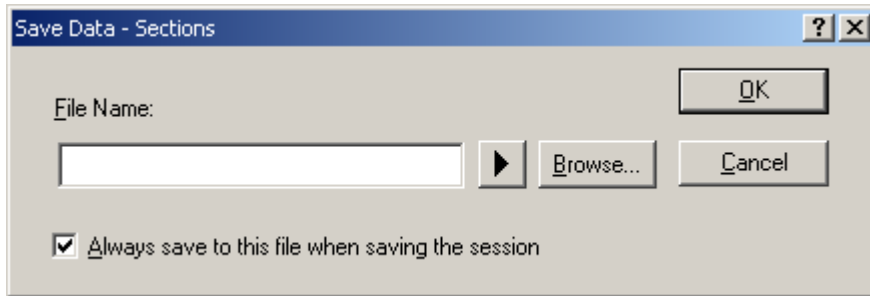 Save Data - Sections
OK
File Name:
Browse...
Cancel
Always save to this file when saving the session